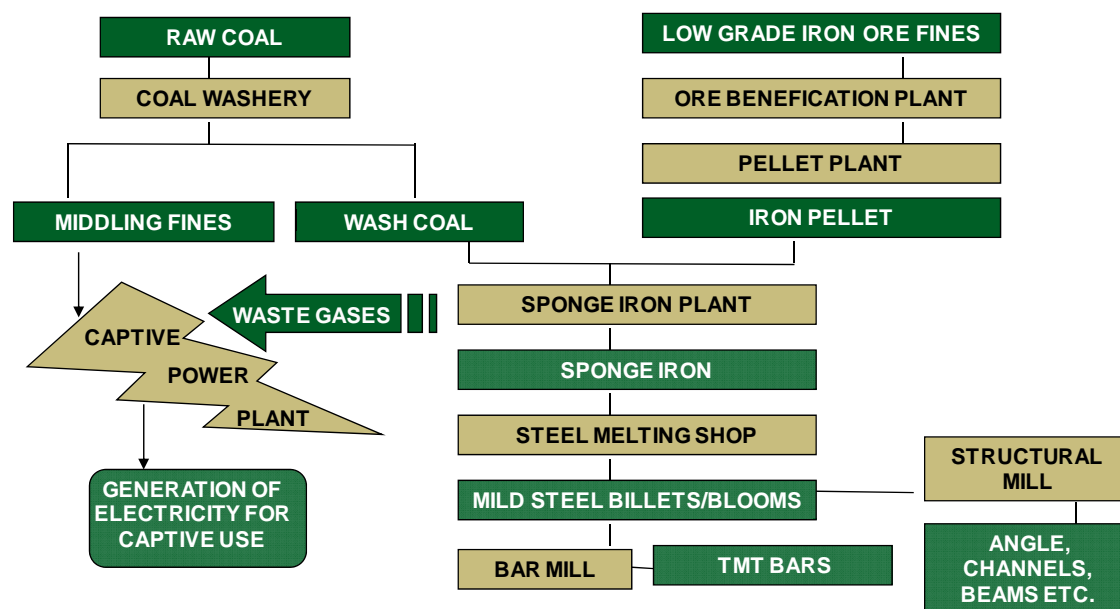 RAW COAL
LOW GRADE IRON ORE FINES
COAL WASHERY
ORE BENEFICATION PLANT
PELLET PLANT
MIDDLING FINES
WASH COAL
IRON PELLET
WASTE GASES
SPONGE IRON PLANT
CAPTIVE
POWER
PLANT
SPONGE IRON
STEEL MELTING SHOP
STRUCTURAL
MILL
GENERATION OF
ELECTRICITY FOR
CAPTIVE USE
MILD STEEL BILLETS/BLOOMS
BAR MILL
TMT BARS
ANGLE,
CHANNELS,
BEAMS ETC.